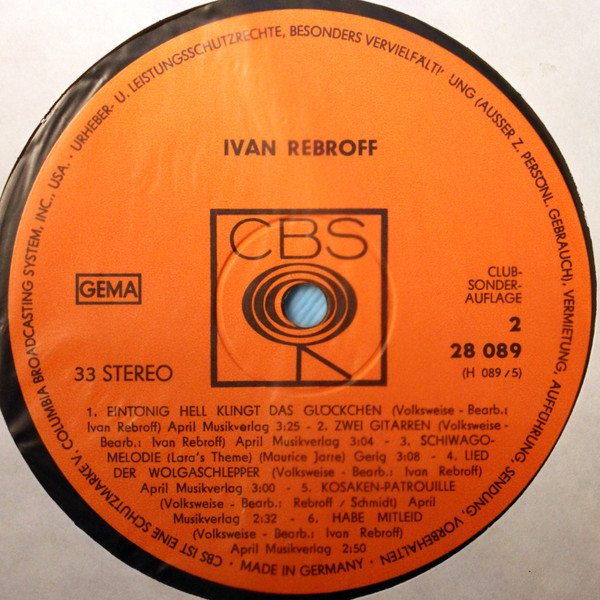 CBS IST EINE SCHUTZMARKE V. COLUMBIA BROADCASTING SYSTEM, INC., USA. · URHEBER- U. LEISTUNGSSCHUTZRECHTE, BESONDERS VERVIELFÄLTI' UNG (AUSSER Z. PERSÖNL. GEBRAUCH), VERMIETUNG, AUFFÜHRUNG, SENDUNG, VORBEHALTEN
IVAN REBROFF
CBS
GEMA
CLUB-
SONDER-
AUFLAGE
2
33 STEREO
28 089
(H 089/5)
1. EINTÖNIG HELL KLINGT DAS GLÖCKCHEN (Volksweise - Bearb.:
Ivan Rebroff) April Musikverlag 3:25 - 2. ZWEI GITARREN (Volksweise-
Bearb.: Ivan Rebroff) April Musikverlag 3:04 - 3. SCHIWAGO-
MELODIE (Lara's Theme) (Maurice Jarre) Gerig 3:08 - 4. LIED
DER WOLGASCHLEPPER (Volksweise - Bearb.: Ivan Rebroff)
April Musikverlag 3:00 - 5. KOSAKEN-PATROUILLE
(Volksweise - Bearb.: Rebroff / Schmidt) April
Musikverlag 2:32 - 6. HABE MITLEID
(Volksweise - Bearb.: Ivan Rebroff)
April Musikverlag 2:50
· MADE IN GERMANY ·